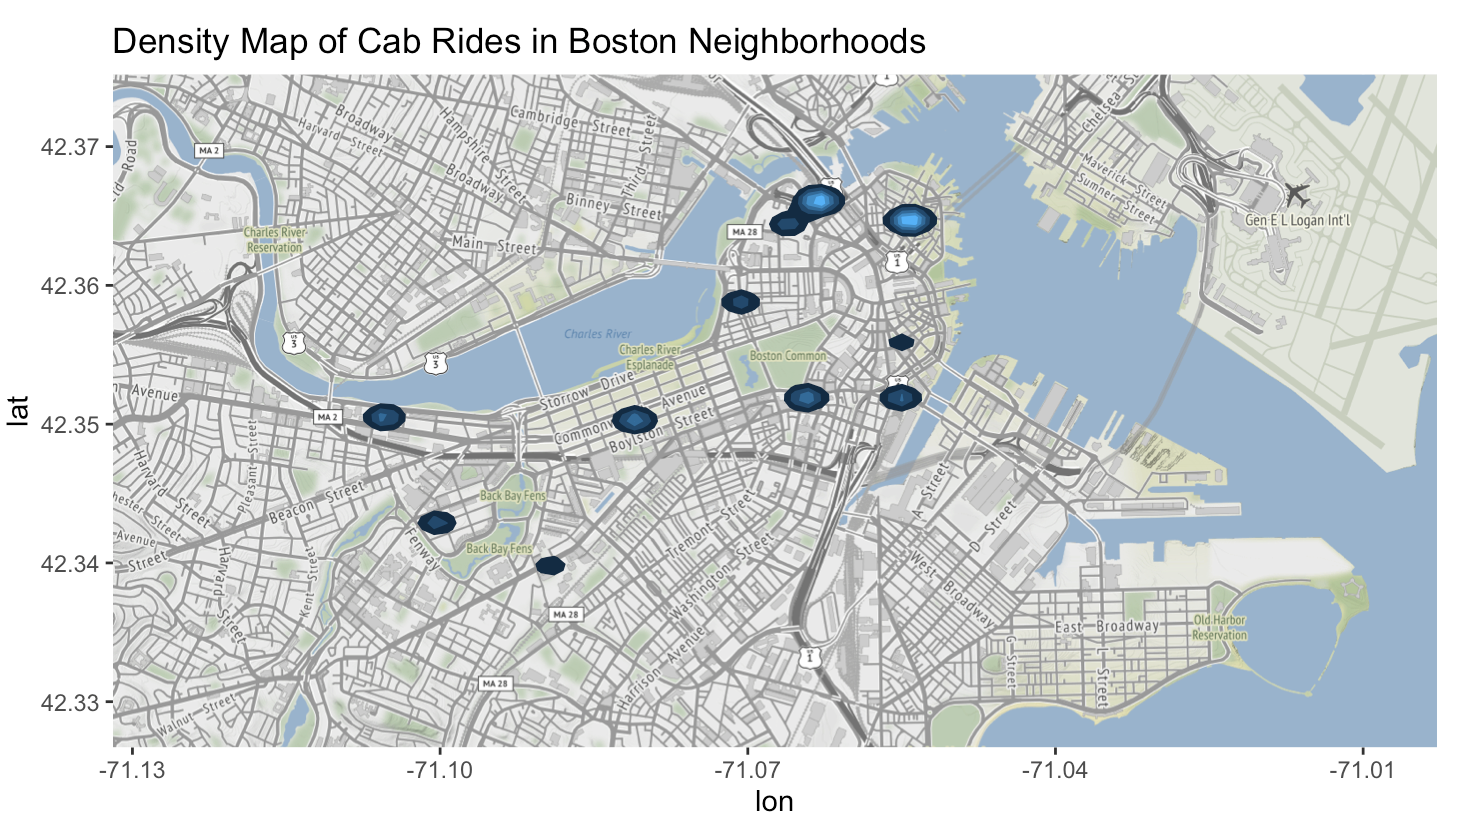 Density Map of Cab Rides in Boston Neighborhoods
lat
42.37
42.36
42.35
42.34
42.33
-71.13
-71.10
-71.07
-71.04
-71.01
lon
1
Broadway
Harvard Street
Hampshire Street
Cambridge Street
Third Street
Chelsea
MA 2
Road
Broadway
Binney Street
Maverick Street
Sumner Street
Gen E L Logan Int'l
Charles River
Reservation
Main Street
MA 28
US
1
US
3
US
3
Charles River
Charles River
Esplanade
Boston Common
Avenue
Storrow Drive
Commonw
Avenue
Boylston Street
MA 2
Pleasant Street
Harvard Street
Beacon Street
Back Bay Fens
Back Bay Fens
Fenway
Avenue
Street
Harvard Street
Kent Street
Tremont Street
Washington Street
Harrison Avenue
A Street
D Street
West Broadway
East Broadway
G Street
L Street
Old Harbor
Reservation
MA 28
MA 28
US
1
Walnut Street